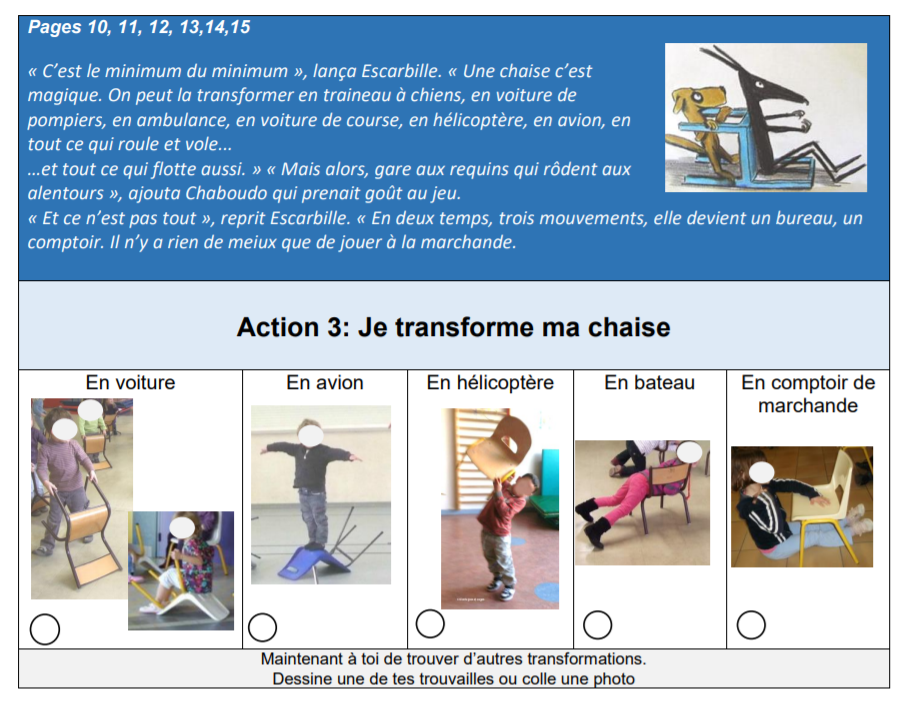 Pages 10, 11, 12, 13,14,15
« C’est le minimum du minimum », lança Escarbille. « Une chaise c’est
magique. On peut la transformer en traineau à chiens, en voiture de
pompiers, en ambulance, en voiture de course, en hélicoptère, en avion, en
tout ce qui roule et vole...
...et tout ce qui flotte aussi. » « Mais alors, gare aux requins qui rôdent aux
alentours », ajouta Chaboudo qui prenait goût au jeu.
« Et ce n’est pas tout », reprit Escarbille. « En deux temps, trois mouvements, elle devient un bureau, un
comptoir. Il n’y a rien de meiux que de jouer à la marchande.
Action 3: Je transforme ma chaise
En voiture
En avion
En hélicoptère
En bateau
En comptoir de
marchande
Maintenant à toi de trouver d’autres transformations.
Dessine une de tes trouvailles ou colle une photo